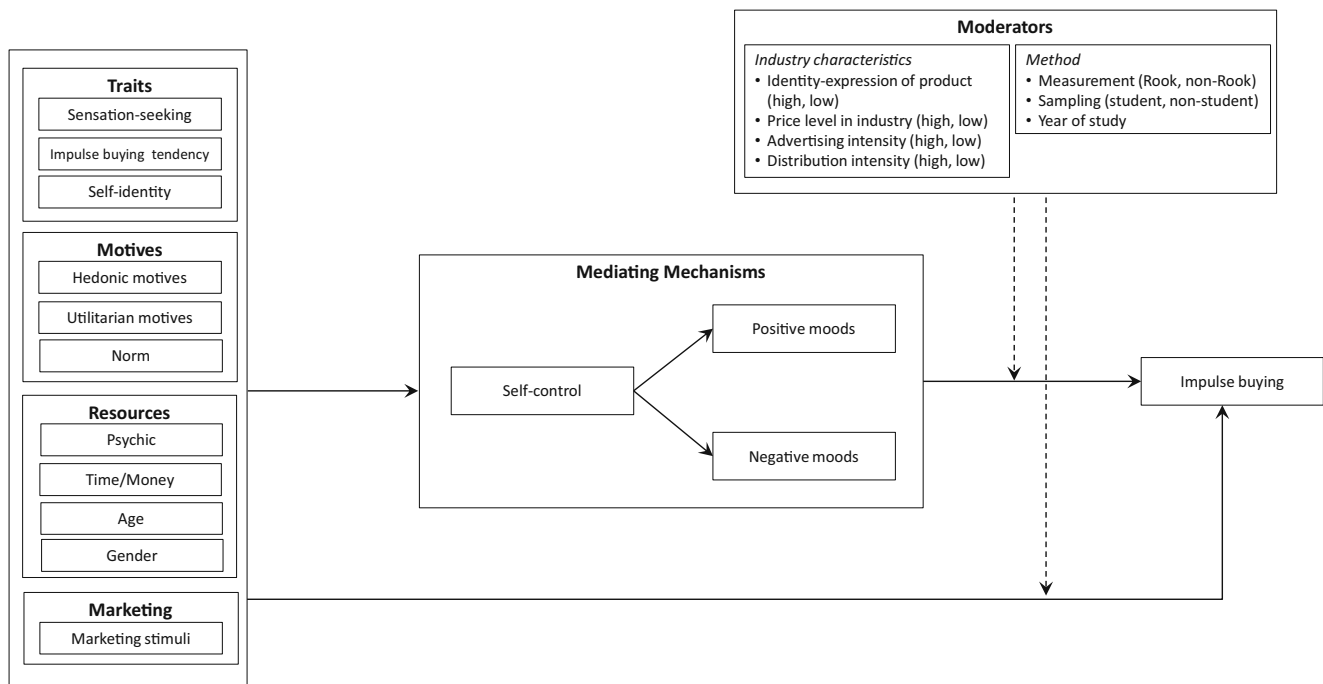 Traits
Sensation-seeking
Impulse buying tendency
Self-identity
Motives
Hedonic motives
Utilitarian motives
Norm
Resources
Psychic
Time/Money
Age
Gender
Marketing
Marketing stimuli
Mediating Mechanisms
Self-control
Positive moods
Negative moods
Moderators
Industry characteristics
• Identity-expression of product
(high, low)
• Price level in industry (high, low)
• Advertising intensity (high, low)
• Distribution intensity (high, low)
Method
• Measurement (Rook, non-Rook)
• Sampling (student, non-student)
• Year of study
Impulse buying